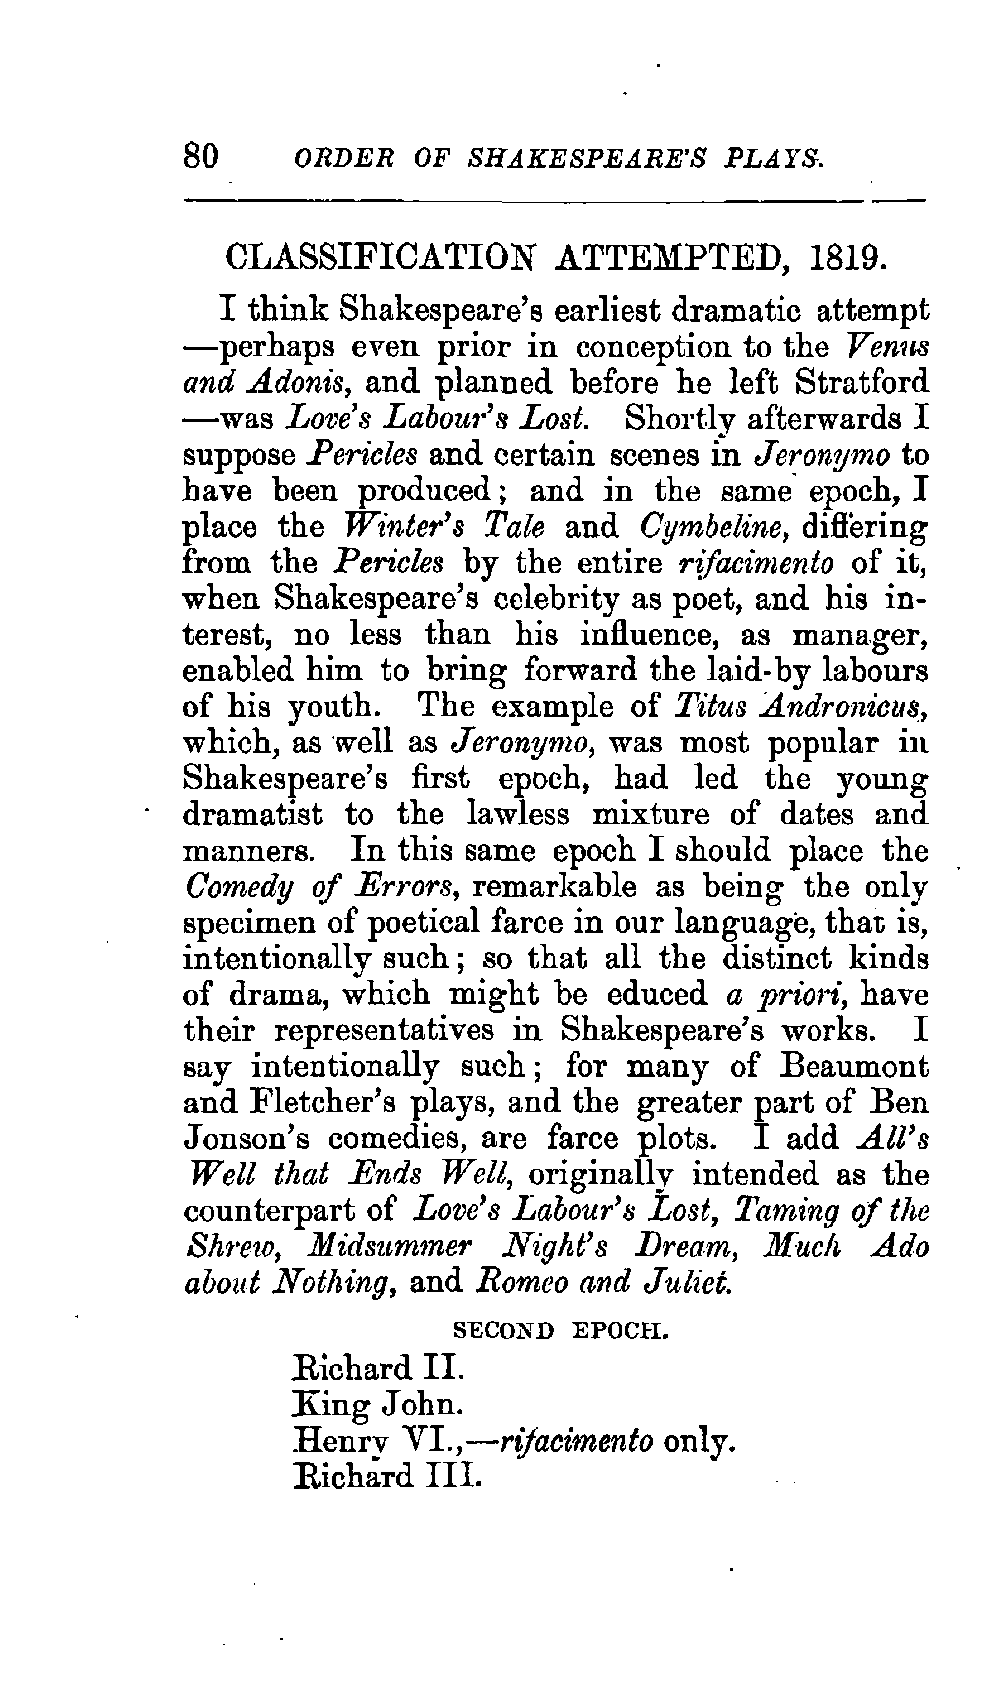 80 ORDER OF SHAKESPEARE'S PLAYS.
CLASSIFICATION ATTEMPTED, 1819.
I think Shakespeare's earliest dramatic attempt
—perhaps even prior in conception to the Venus
and Adonis, and planned before he left Stratford
—was Love's Labour's Lost. Shortly afterwards I
suppose Pericles and certain scenes in Jeronymo to
have been produced; and in the same epoch, I
place the Winter's Tale and Cymbeline, differing
from the Pericles by the entire rifacimento of it,
when Shakespeare's celebrity as poet, and his in-
terest, no less than his influence, as manager,
enabled him to bring forward the laid-by labours
of his youth. The example of Titus Andronicus,
which, as well as Jeronymo, was most popular in
Shakespeare's first epoch, had led the young
dramatist to the lawless mixture of dates and
manners. In this same epoch I should place the
Comedy of Errors, remarkable as being the only
specimen of poetical farce in our language, that is,
intentionally such; so that all the distinct kinds
of drama, which might be educed a priori, have
their representatives in Shakespeare's works. I
say intentionally such; for many of Beaumont
and Fletcher's plays, and the greater part of Ben
Jonson's comedies, are farce plots. I add All's
Well that Ends Well, originally intended as the
counterpart of Love's Labour's Lost, Taming of the
Shrew, Midsummer Night's Dream, Much Ado
about Nothing, and Romeo and Juliet.
SECOND EPOCH.
Richard II.
King John.
Henry VI.,—rifacimento only.
Richard III.